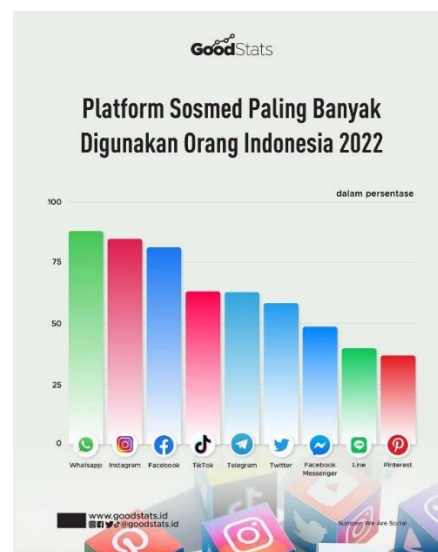 GoodStats
Platform Sosmed Paling Banyak
Digunakan Orang Indonesia 2022
dalam persentase
100
75
50
25
0
Whatsapp Instagram Facebook TikTok Telegram Twitter Facebook Messenger Line Pinterest
www.goodstats.id
@goodstats.id
Sumber: We Are Social